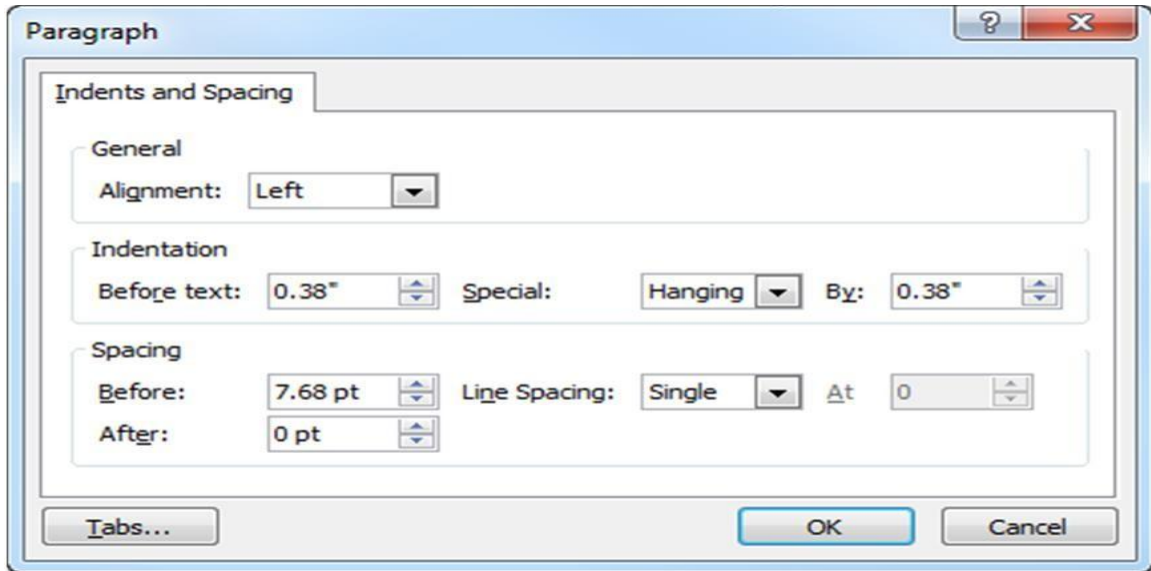 Paragraph
Indents and Spacing
General
Alignment: Left
Indentation
Before text: 0.38" Special: Hanging By: 0.38"
Spacing
Before: 7.68 pt Line Spacing: Single At 0
After: 0 pt
Tabs... OK Cancel